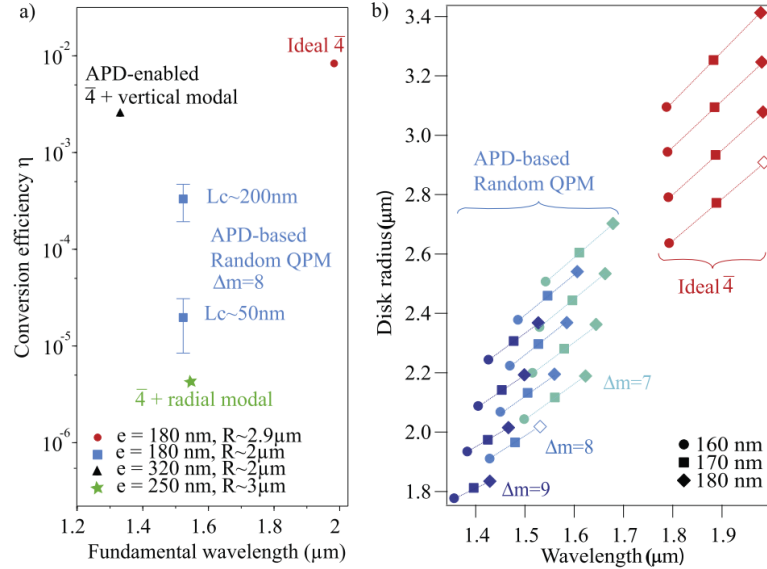 a)
Conversion efficiency η
10⁻²
10⁻³
10⁻⁴
10⁻⁵
10⁻⁶
Ideal 4̅
APD-enabled
4̅ + vertical modal
Lc~200nm
APD-based
Random QPM
Δm=8
Lc~50nm
4̅ + radial modal
e = 180 nm, R~2.9µm
e = 180 nm, R~2µm
e = 320 nm, R~2µm
e = 250 nm, R~3µm
1.2 1.4 1.6 1.8 2
Fundamental wavelength (µm)
b)
Disk radius(µm)
3.4
3.2
3.0
2.8
2.6
2.4
2.2
2.0
1.8
APD-based
Random QPM
Ideal 4̅
Δm=7
Δm=8
Δm=9
160 nm
170 nm
180 nm
1.4 1.5 1.6 1.7 1.8 1.9
Wavelength (µm)